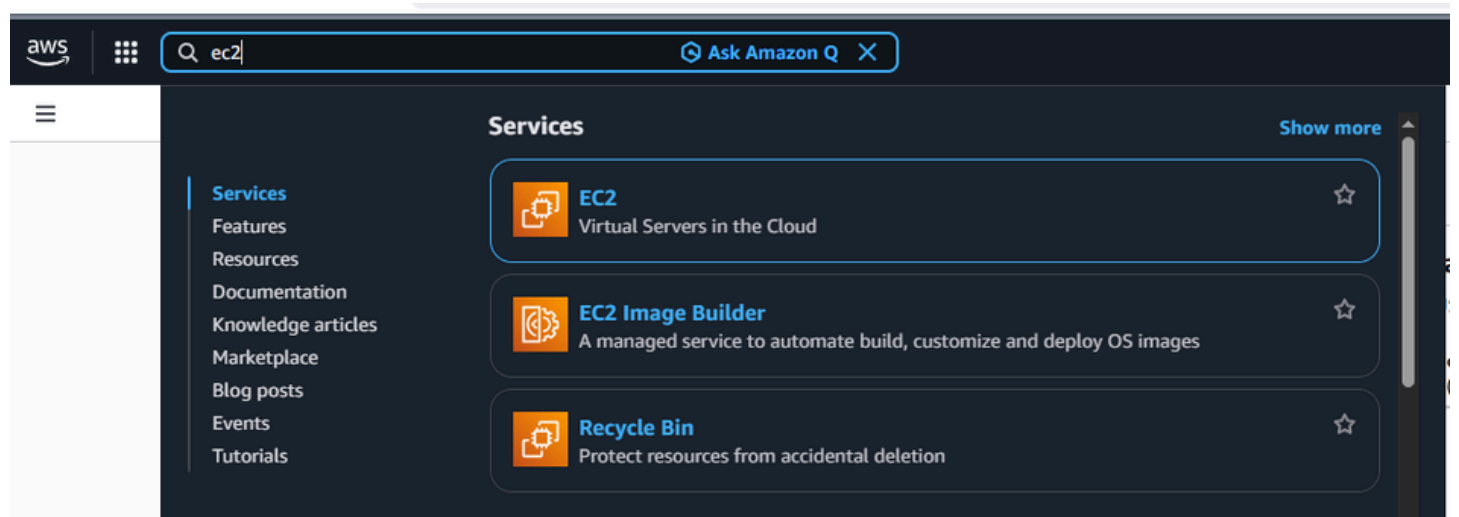 aws
ec2
Ask Amazon Q
Services
Show more
Services
Features
Resources
Documentation
Knowledge articles
Marketplace
Blog posts
Events
Tutorials
EC2
Virtual Servers in the Cloud
EC2 Image Builder
A managed service to automate build, customize and deploy OS images
Recycle Bin
Protect resources from accidental deletion